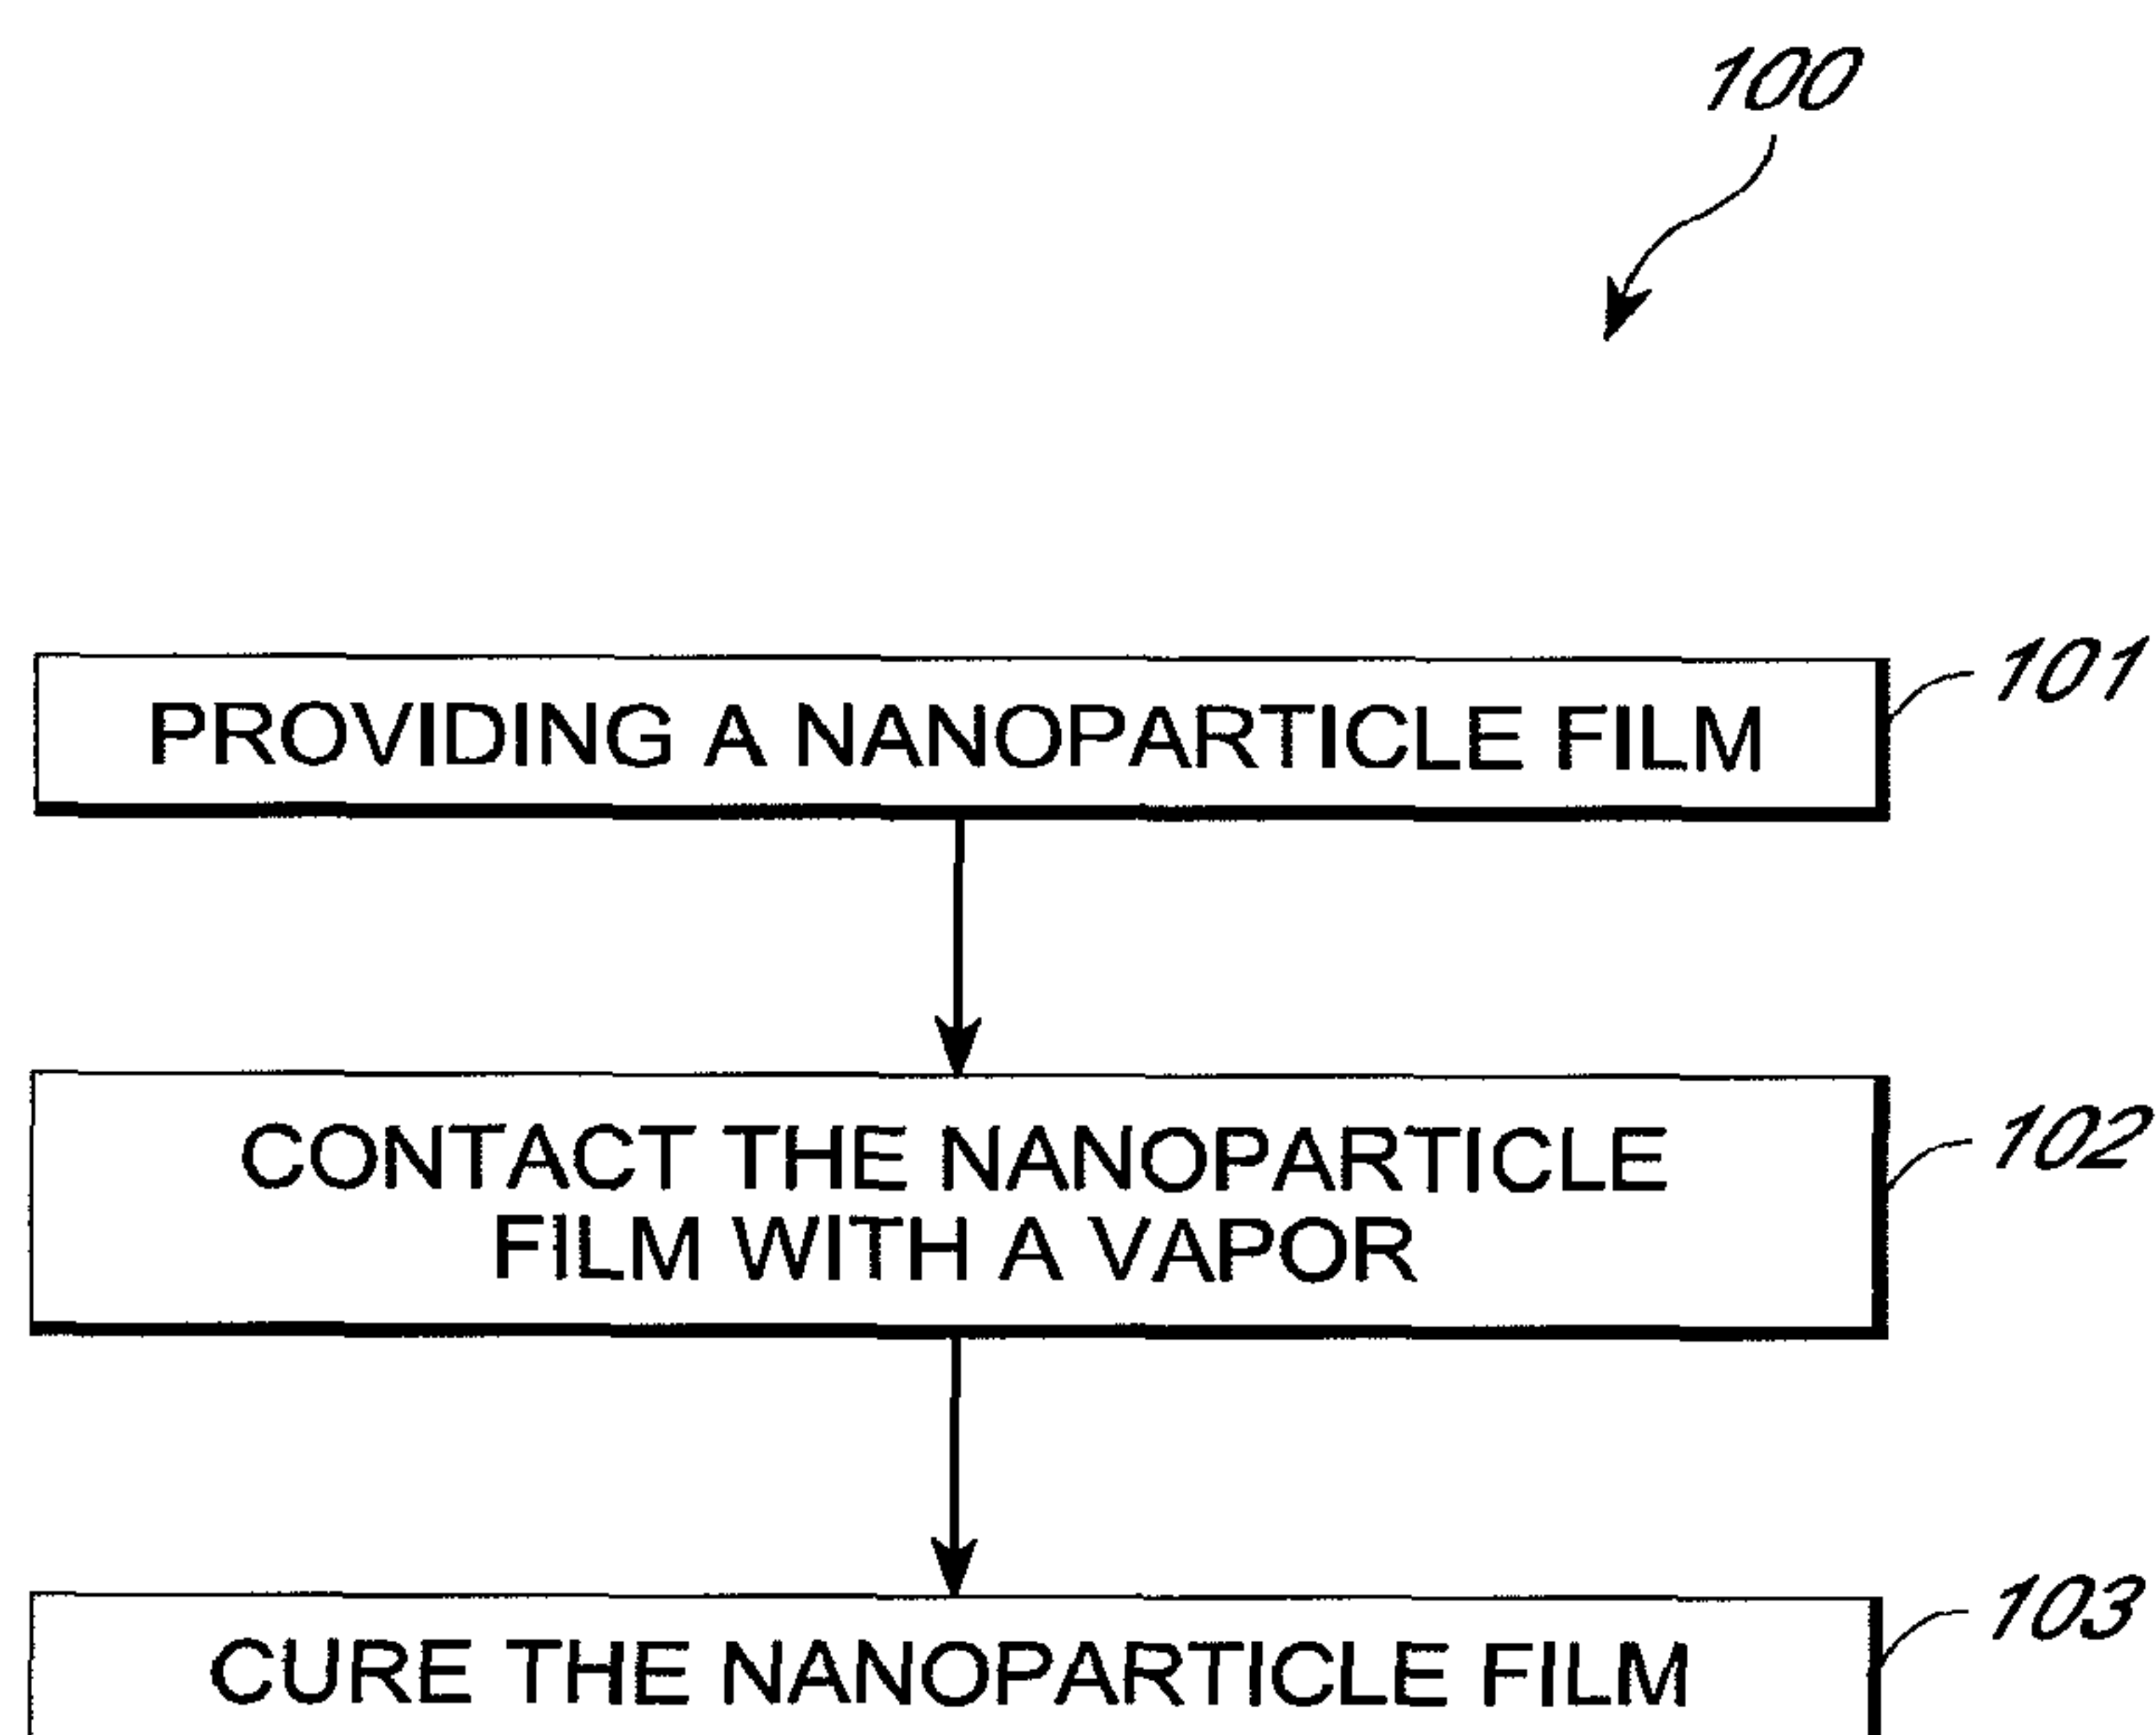 100
PROVIDING A NANOPARTICLE FILM
101
CONTACT THE NANOPARTICLE
FILM WITH A VAPOR
102
CURE THE NANOPARTICLE FILM
103